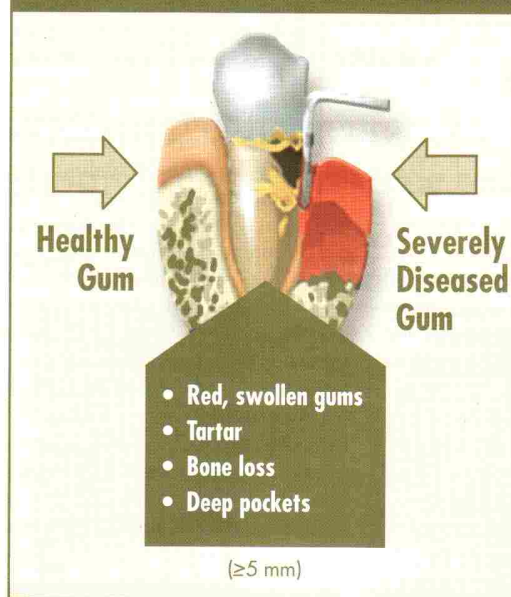 Healthy
Gum
Severely
Diseased
Gum
• Red, swollen gums
• Tartar
• Bone loss
• Deep pockets
(≥5 mm)